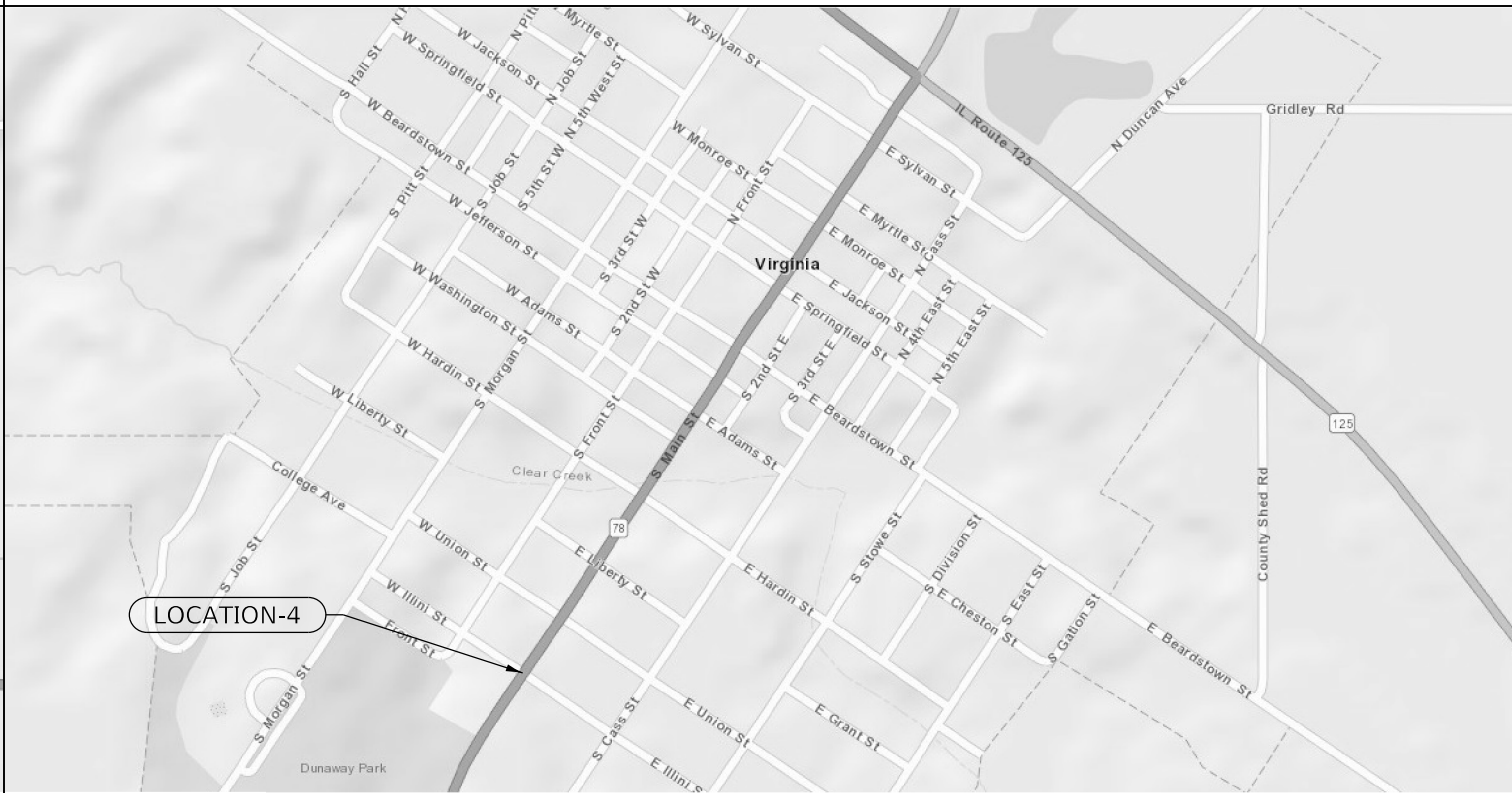 W Myrtle St
W Sylvan St
W Jackson St
W Springfield St
S Hall St
N Job St
N 5th West St
W Beardstown St
IL Route 125
N Duncan Ave
Gridley Rd
W Monroe St
E Sylvan St
S Job St
S 5th St W
S Pitt St
N Front St
W Jefferson St
E Myrtle St
N Cass St
S 3rd St W
E Monroe St
Virginia
S 2nd St W
W Washington St
W Adams St
E Jackson St
N 4th East St
E Springfield St
N 5th East St
W Hardin St
S Morgan St
S 2nd St E
S 3rd St E
W Liberty St
S Front St
E Beardstown St
E Adams St
125
S Main St
Clear Creek
College Ave
County Shed Rd
78
W Union St
S Stowe St
S Division St
E Liberty St
E Hardin St
S Job St
S East St
E Cheston St
S Gation St
W Illini St
LOCATION-4
Front St
E Beardstown St
S Morgan St
S Cass St
E Union St
E Grant St
Dunaway Park
E Illini S